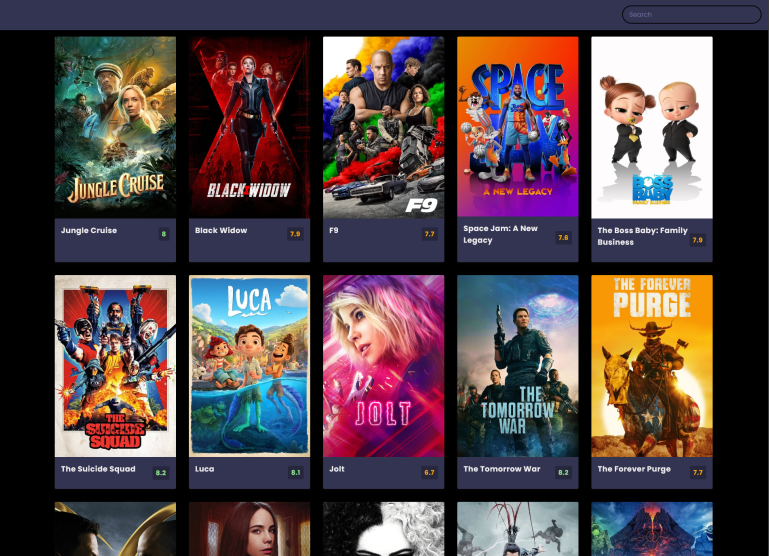 Search
JUNGLE CRUISE
BLACK WIDOW
F9
SPACE
JAM
A NEW LEGACY
BOSS
BABY
Jungle Cruise
8
Black Widow
7.9
F9
7.7
Space Jam: A New
Legacy
7.6
The Boss Baby: Family
Business
7.9
THE
SUICIDE
SQUAD
LUCA
JOLT
THE
TOMORROW
WAR
THE FOREVER
PURGE
The Suicide Squad
8.2
Luca
8.1
Jolt
6.7
The Tomorrow War
8.2
The Forever Purge
7.7